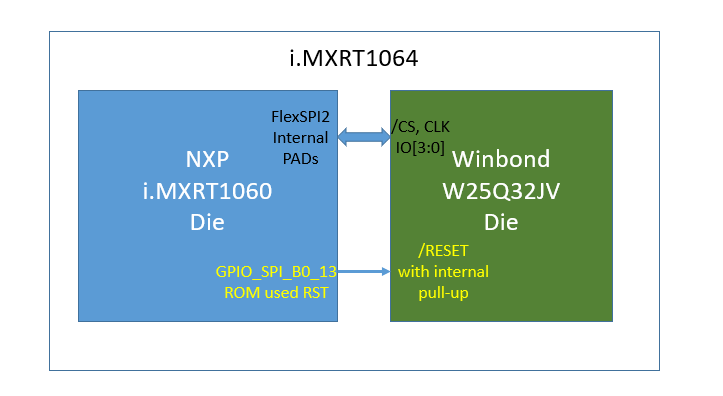 i.MXRT1064
FlexSPI2
Internal
PADs
NXP
i.MXRT1060
Die
GPIO_SPI_B0_13
ROM used RST
/CS, CLK
IO[3:0]
Winbond
W25Q32JV
Die
/RESET
with internal
pull-up